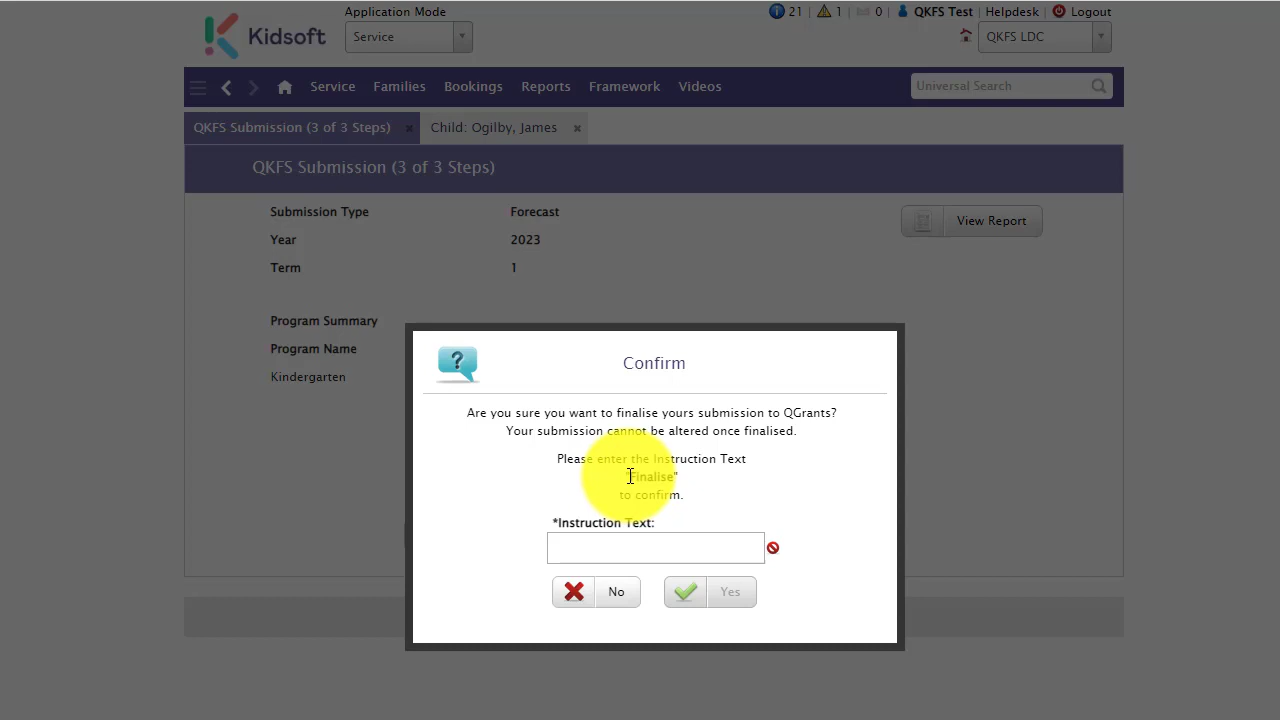 Application Mode
21 | 1 | 0 | QKFS Test | Helpdesk | Logout
Kidsoft
Service
QKFS LDC
Service Families Bookings Reports Framework Videos
Universal Search
QKFS Submission (3 of 3 Steps)
Child: Ogilby, James
QKFS Submission (3 of 3 Steps)
Submission Type Forecast
View Report
Year 2023
Term 1
Program Summary
Program Name
Kindergarten
Confirm
Are you sure you want to finalise yours submission to QGrants?
Your submission cannot be altered once finalised.
Please enter the Instruction Text
"Finalise"
to confirm.
*Instruction Text:
No
Yes